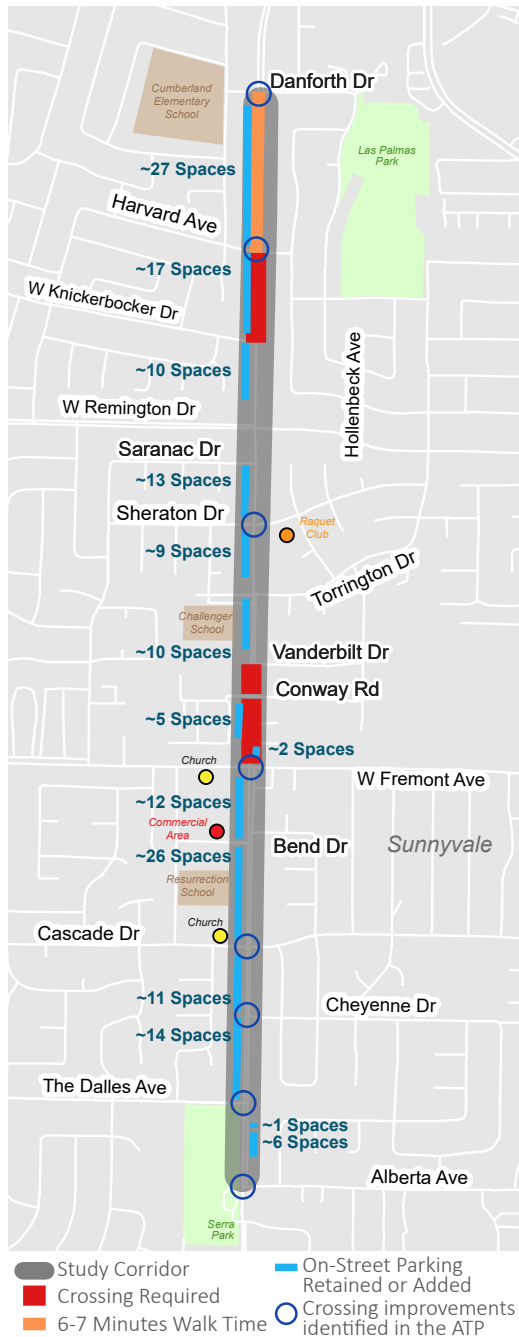 Danforth Dr
Cumberland
Elementary
School
Las Palmas
Park
~27 Spaces
Harvard Ave
~17 Spaces
W Knickerbocker Dr
~10 Spaces
Hollenbeck Ave
W Remington Dr
Saranac Dr
~13 Spaces
Sheraton Dr
Raquet
Club
~9 Spaces
Torrington Dr
Challenger
School
~10 Spaces
Vanderbilt Dr
Conway Rd
~5 Spaces
~2 Spaces
Church
W Fremont Ave
~12 Spaces
Commercial
Area
Bend Dr
Sunnyvale
~26 Spaces
Resurrection
School
Church
Cascade Dr
~11 Spaces
Cheyenne Dr
~14 Spaces
The Dalles Ave
~1 Spaces
~6 Spaces
Alberta Ave
Serra
Park
Study Corridor
Crossing Required
6-7 Minutes Walk Time
On-Street Parking
Retained or Added
Crossing improvements
identified in the ATP